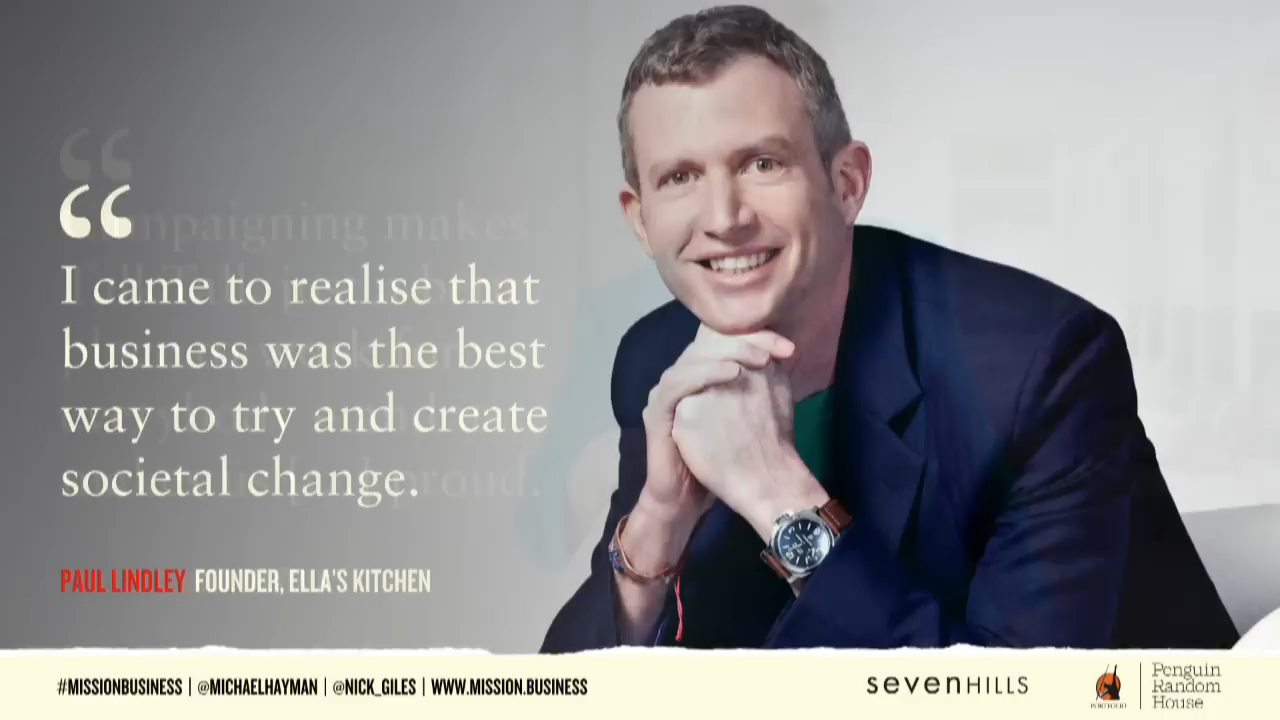 “
I came to realise that
business was the best
way to try and create
societal change.
PAUL LINDLEY FOUNDER, ELLA'S KITCHEN
#MISSIONBUSINESS | @MICHAELHAYMAN | @NICK_GILES | WWW.MISSION.BUSINESS
sevenHILLS
PORTFOLIO
Penguin
Random
House